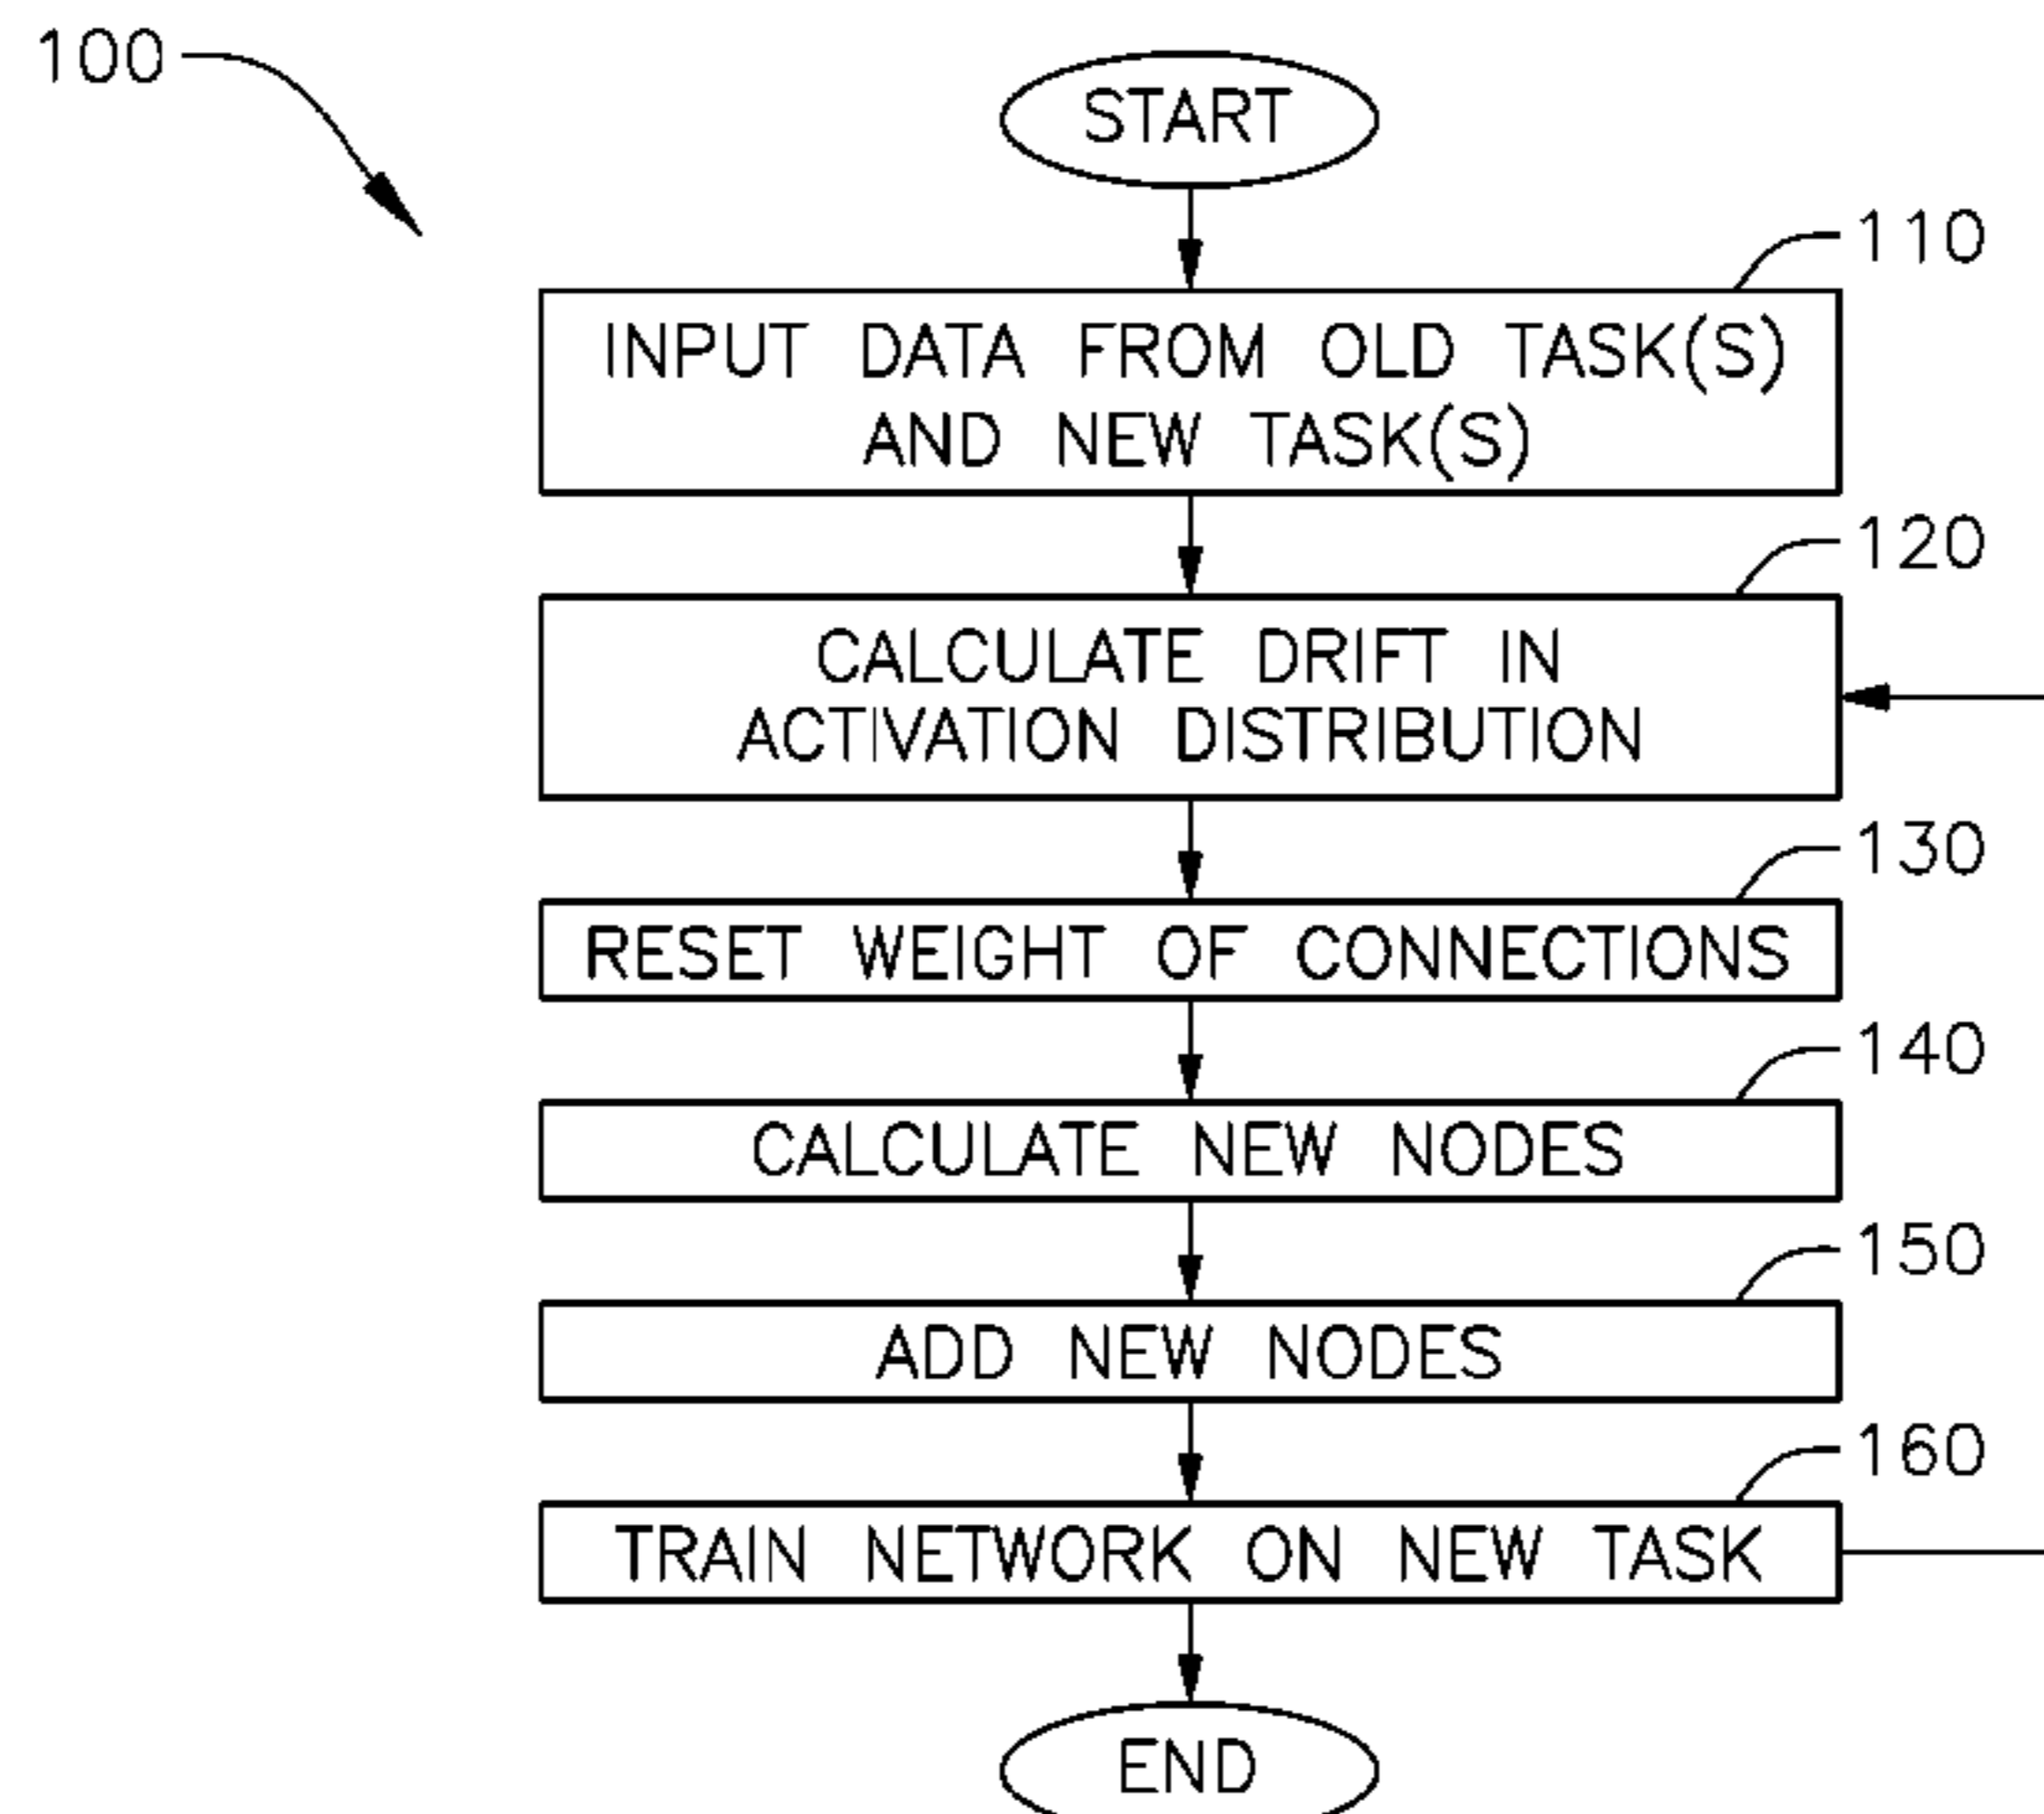 100
START
110
INPUT DATA FROM OLD TASK(S)
AND NEW TASK(S)
120
CALCULATE DRIFT IN
ACTIVATION DISTRIBUTION
130
RESET WEIGHT OF CONNECTIONS
140
CALCULATE NEW NODES
150
ADD NEW NODES
160
TRAIN NETWORK ON NEW TASK
END